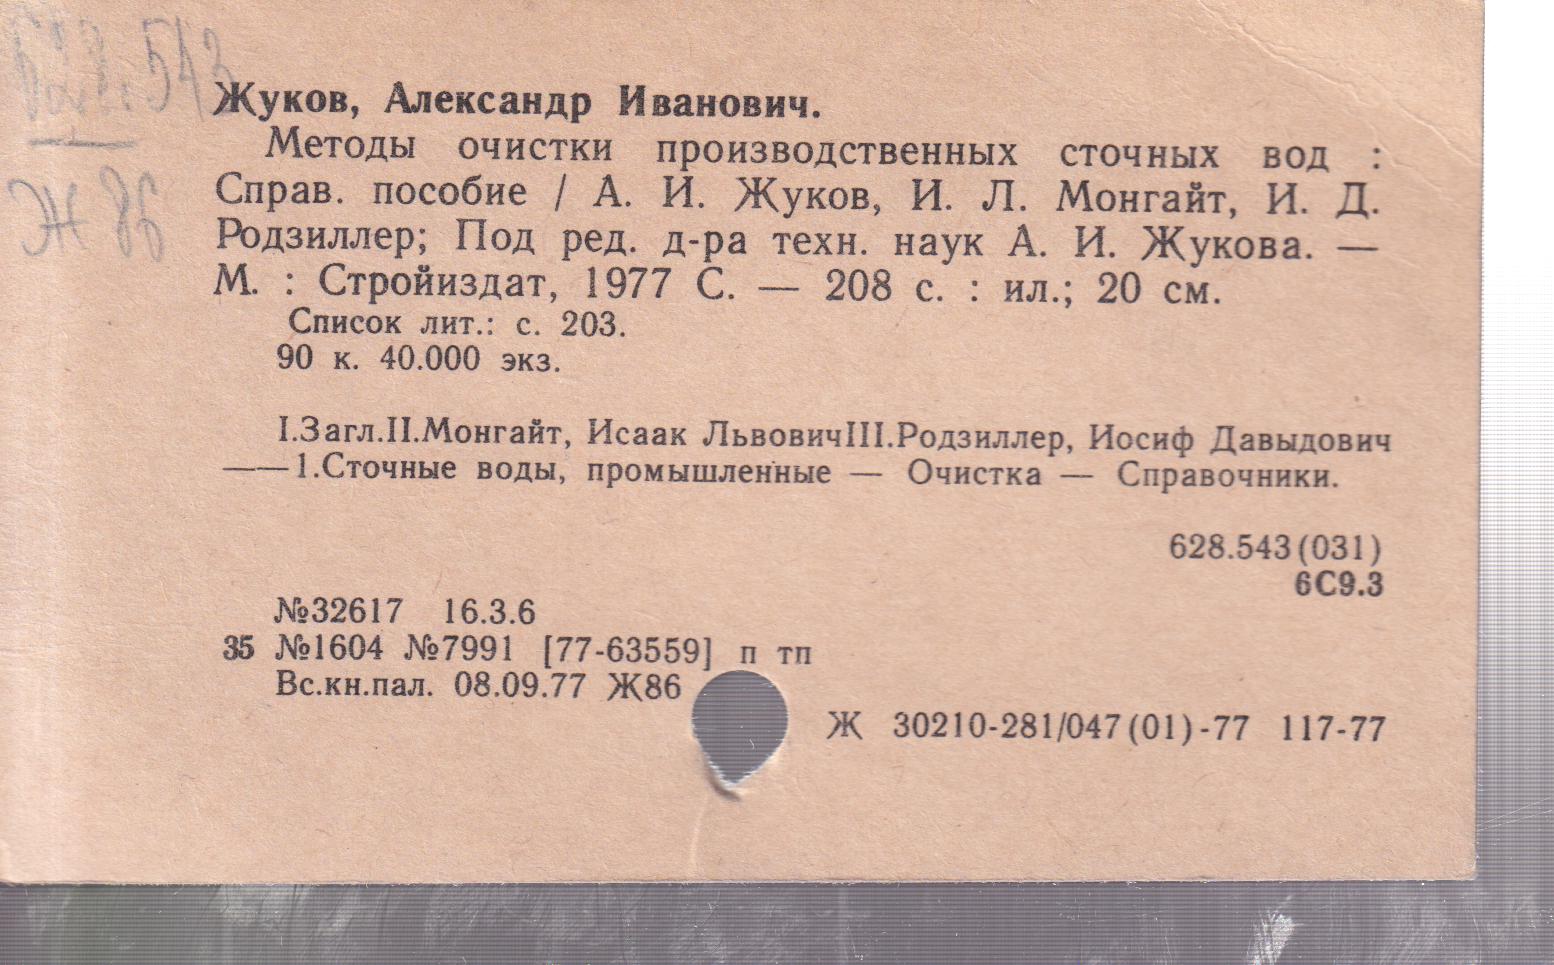 628.543
Ж 86
Жуков, Александр Иванович.
Методы очистки производственных сточных вод :
Справ. пособие / А. И. Жуков, И. Л. Монгайт, И. Д.
Родзиллер; Под ред. д-ра техн. наук А. И. Жукова. —
М. : Стройиздат, 1977 С. — 208 с. : ил.; 20 см.
Список лит.: с. 203.
90 к. 40.000 экз.
I.Загл.II.Монгайт, Исаак ЛьвовичIII.Родзиллер, Иосиф Давыдович
——1.Сточные воды, промышленные — Очистка — Справочники.
628.543(031)
6С9.3
№32617 16.3.6
35 №1604 №7991 [77-63559] п тп
Вс.кн.пал. 08.09.77 Ж86
Ж 30210-281/047(01)-77 117-77